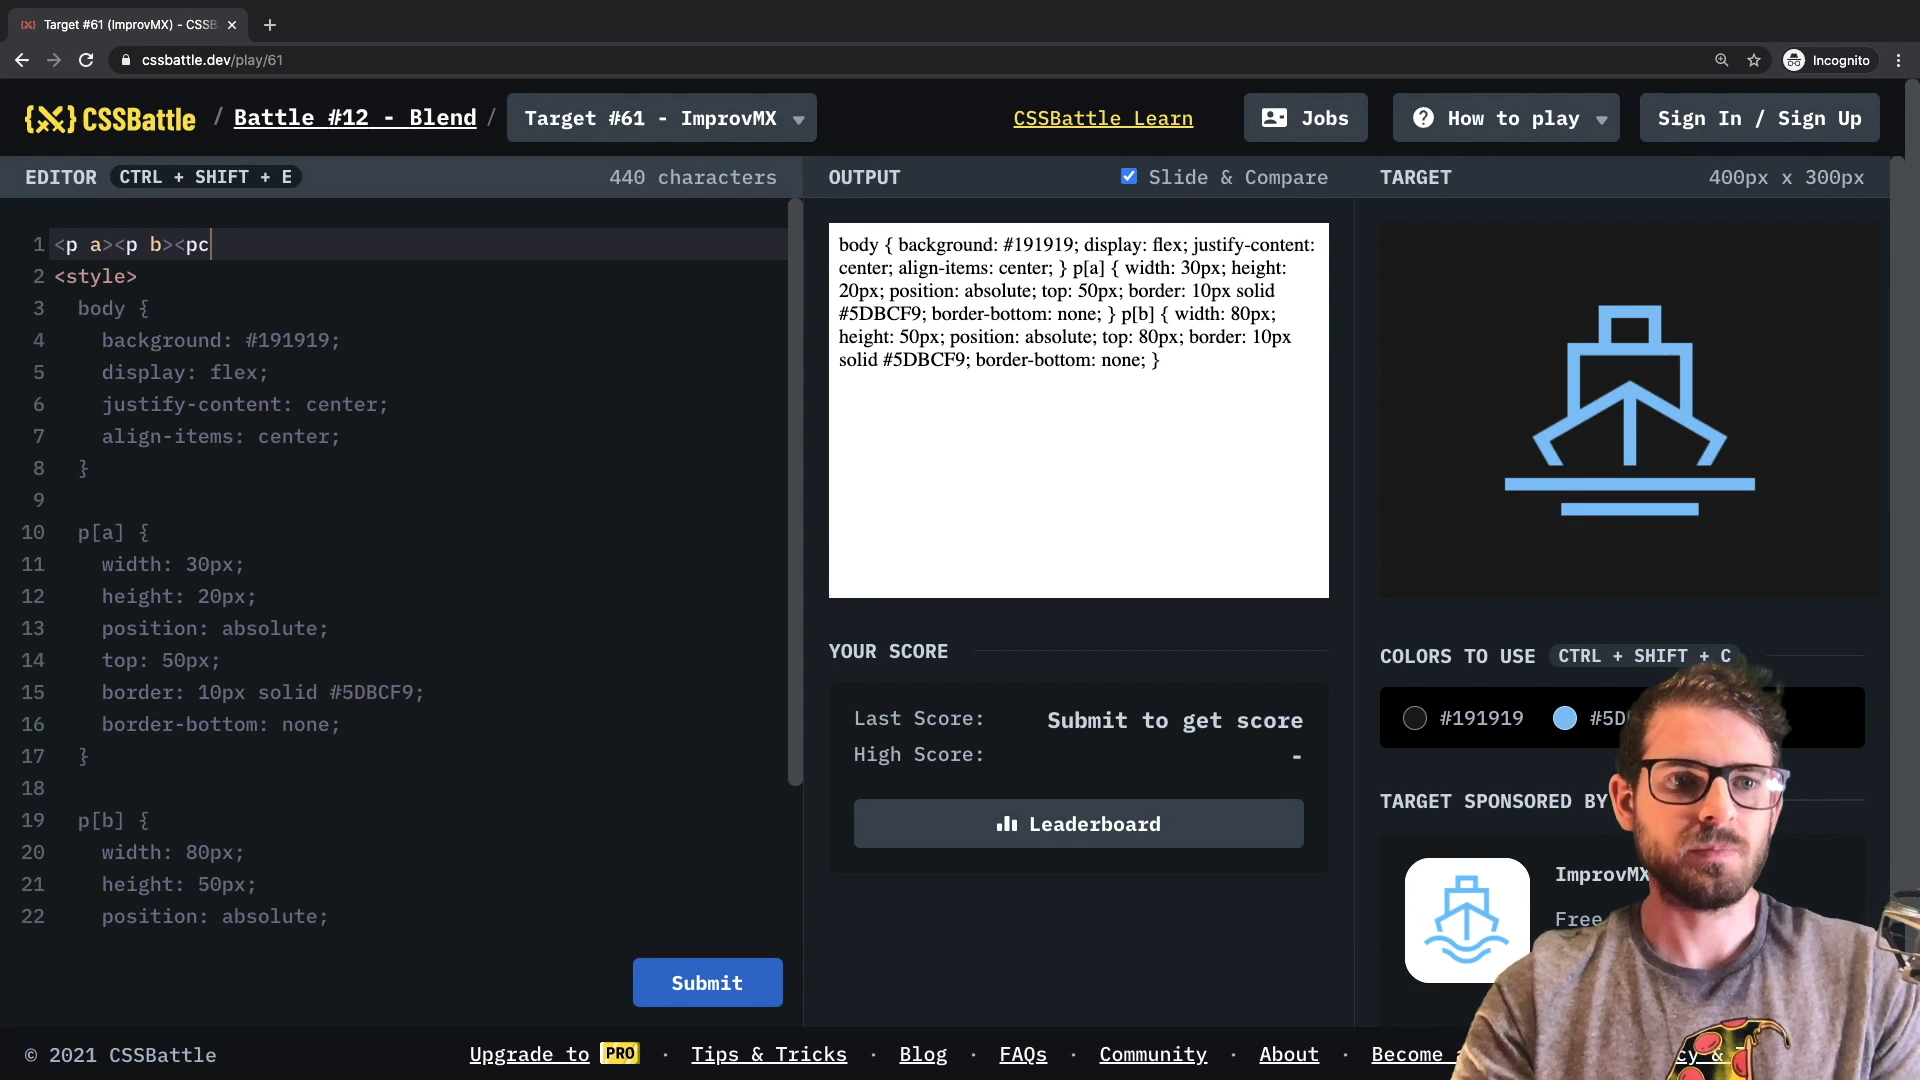 Target #61 (ImprovMX) - CSSB
cssbattle.dev/play/61
Incognito
CSSBattle / Battle #12 - Blend / Target #61 - ImprovMX
CSSBattle Learn
Jobs
How to play
Sign In / Sign Up
EDITOR CTRL + SHIFT + E 440 characters
1 <p a><p b><pc
2 <style>
3 body {
4 background: #191919;
5 display: flex;
6 justify-content: center;
7 align-items: center;
8 }
9
10 p[a] {
11 width: 30px;
12 height: 20px;
13 position: absolute;
14 top: 50px;
15 border: 10px solid #5DBCF9;
16 border-bottom: none;
17 }
18
19 p[b] {
20 width: 80px;
21 height: 50px;
22 position: absolute;
Submit
OUTPUT Slide & Compare
body { background: #191919; display: flex; justify-content:
center; align-items: center; } p[a] { width: 30px; height:
20px; position: absolute; top: 50px; border: 10px solid
#5DBCF9; border-bottom: none; } p[b] { width: 80px;
height: 50px; position: absolute; top: 80px; border: 10px
solid #5DBCF9; border-bottom: none; }
YOUR SCORE
Last Score: Submit to get score
High Score: -
Leaderboard
TARGET 400px x 300px
COLORS TO USE CTRL + SHIFT + C
#191919 #5D
TARGET SPONSORED BY
ImprovMX
Free
© 2021 CSSBattle
Upgrade to PRO · Tips & Tricks · Blog · FAQs · Community · About · Become